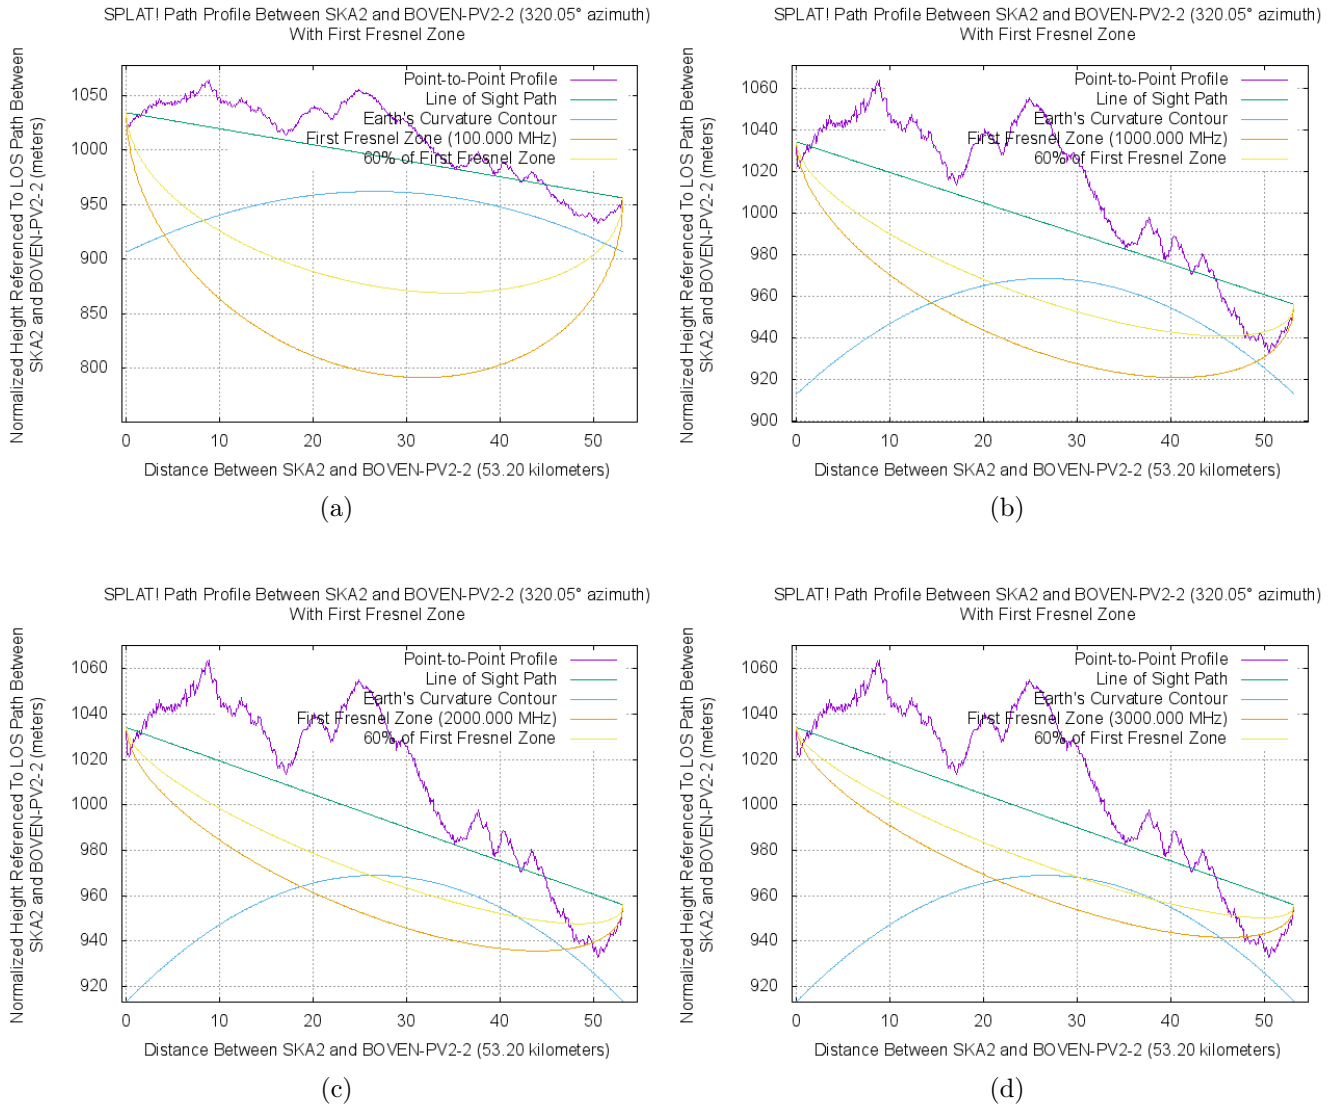 SPLAT! Path Profile Between SKA2 and BOVEN-PV2-2 (320.05° azimuth)
With First Fresnel Zone
Normalized Height Referenced To LOS Path Between
SKA2 and BOVEN-PV2-2 (meters)
Point-to-Point Profile
Line of Sight Path
Earth's Curvature Contour
First Fresnel Zone (100.000 MHz)
60% of First Fresnel Zone
1050
1000
950
900
850
800
0 10 20 30 40 50
Distance Between SKA2 and BOVEN-PV2-2 (53.20 kilometers)
(a)
SPLAT! Path Profile Between SKA2 and BOVEN-PV2-2 (320.05° azimuth)
With First Fresnel Zone
Normalized Height Referenced To LOS Path Between
SKA2 and BOVEN-PV2-2 (meters)
Point-to-Point Profile
Line of Sight Path
Earth's Curvature Contour
First Fresnel Zone (1000.000 MHz)
60% of First Fresnel Zone
1060
1040
1020
1000
980
960
940
920
900
0 10 20 30 40 50
Distance Between SKA2 and BOVEN-PV2-2 (53.20 kilometers)
(b)
SPLAT! Path Profile Between SKA2 and BOVEN-PV2-2 (320.05° azimuth)
With First Fresnel Zone
Normalized Height Referenced To LOS Path Between
SKA2 and BOVEN-PV2-2 (meters)
Point-to-Point Profile
Line of Sight Path
Earth's Curvature Contour
First Fresnel Zone (2000.000 MHz)
60% of First Fresnel Zone
1060
1040
1020
1000
980
960
940
920
0 10 20 30 40 50
Distance Between SKA2 and BOVEN-PV2-2 (53.20 kilometers)
(c)
SPLAT! Path Profile Between SKA2 and BOVEN-PV2-2 (320.05° azimuth)
With First Fresnel Zone
Normalized Height Referenced To LOS Path Between
SKA2 and BOVEN-PV2-2 (meters)
Point-to-Point Profile
Line of Sight Path
Earth's Curvature Contour
First Fresnel Zone (3000.000 MHz)
60% of First Fresnel Zone
1060
1040
1020
1000
980
960
940
920
0 10 20 30 40 50
Distance Between SKA2 and BOVEN-PV2-2 (53.20 kilometers)
(d)